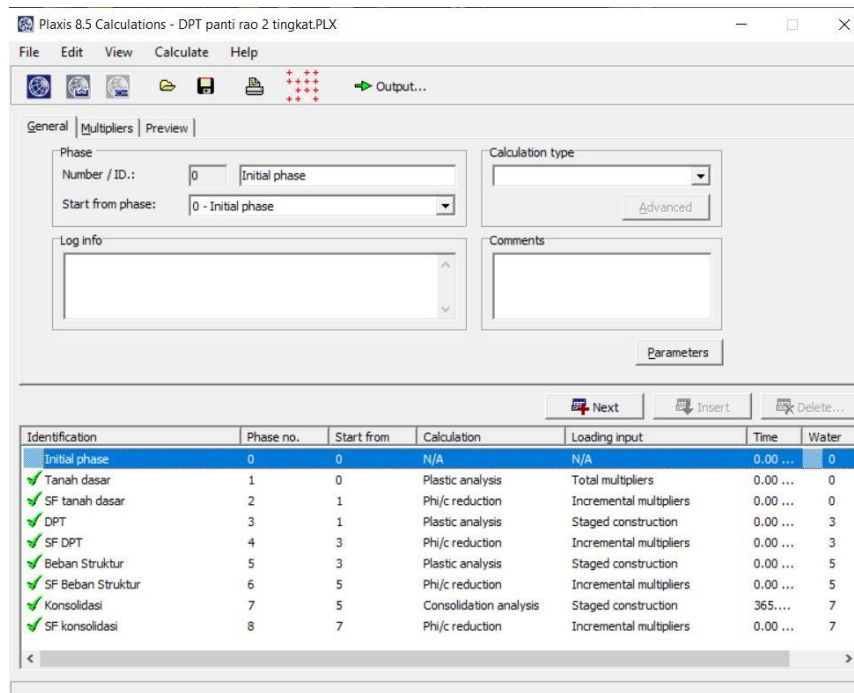 Plaxis 8.5 Calculations - DPT panti rao 2 tingkat.PLX
File Edit View Calculate Help
Output...
General Multipliers Preview
Phase
Number / ID.: 0 Initial phase
Start from phase: 0 - Initial phase
Calculation type
Advanced
Log info
Comments
Parameters
Next Insert Delete...
Identification Phase no. Start from Calculation Loading input Time Water
Initial phase 0 0 N/A N/A 0.00 ... 0
Tanah dasar 1 0 Plastic analysis Total multipliers 0.00 ... 0
SF tanah dasar 2 1 Phi/c reduction Incremental multipliers 0.00 ... 0
DPT 3 1 Plastic analysis Staged construction 0.00 ... 3
SF DPT 4 3 Phi/c reduction Incremental multipliers 0.00 ... 3
Beban Struktur 5 3 Plastic analysis Staged construction 0.00 ... 5
SF Beban Struktur 6 5 Phi/c reduction Incremental multipliers 0.00 ... 5
Konsolidasi 7 5 Consolidation analysis Staged construction 365.... 7
SF konsolidasi 8 7 Phi/c reduction Incremental multipliers 0.00 ... 7